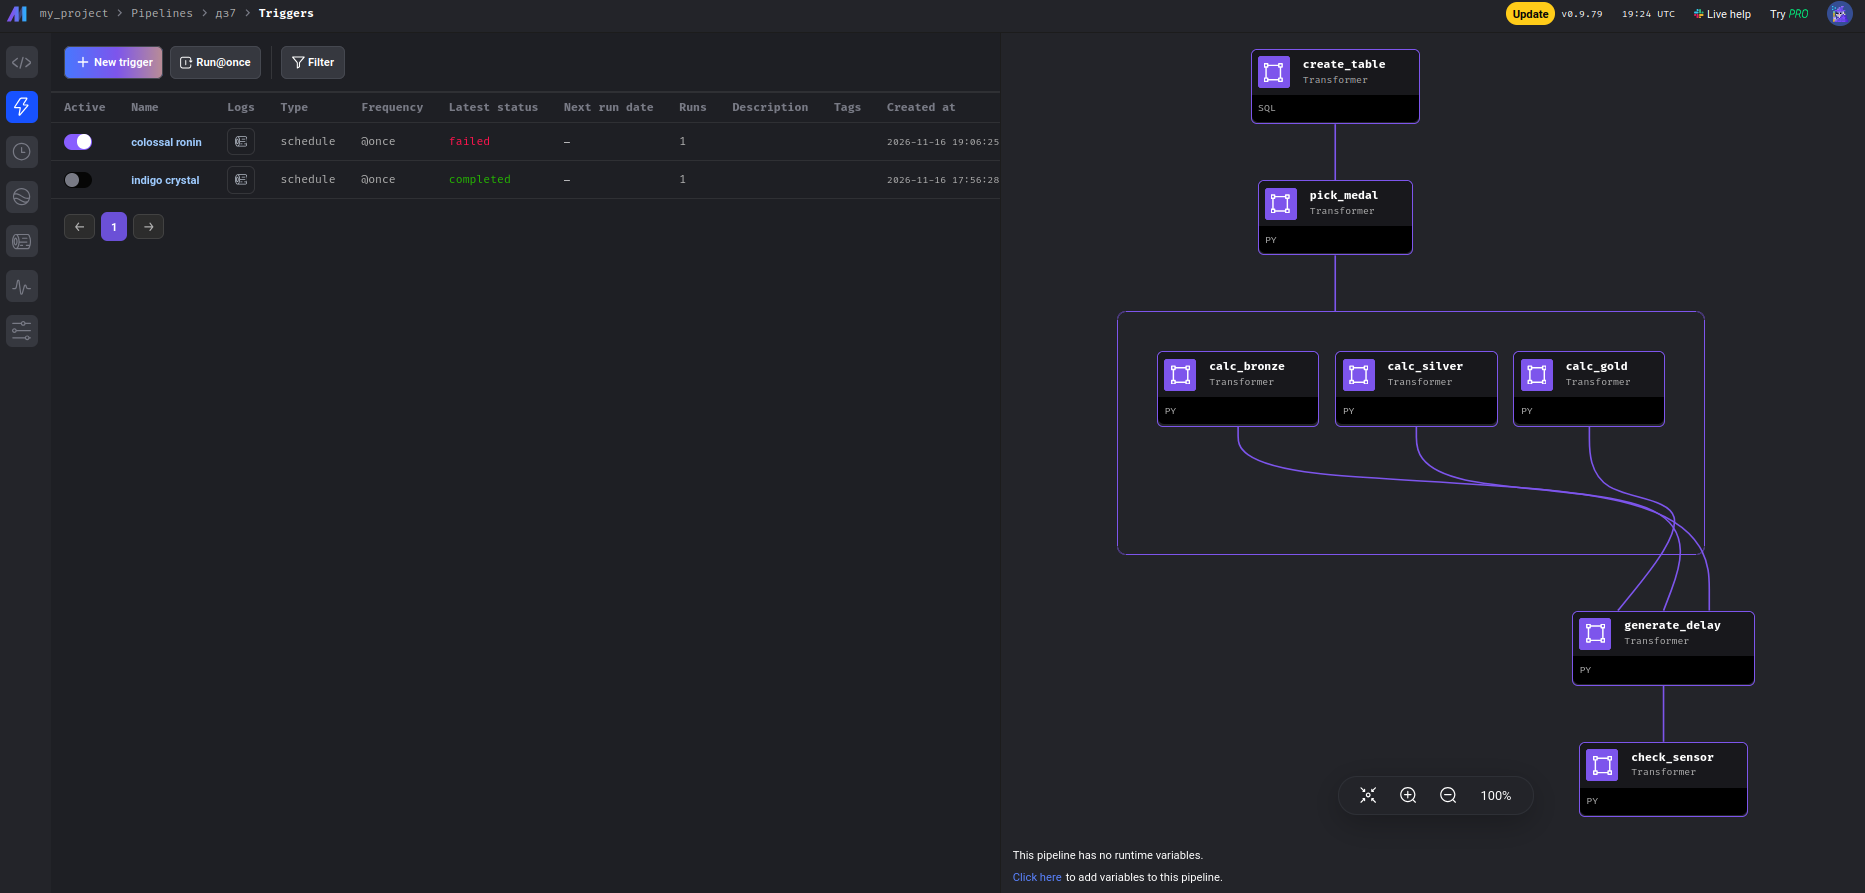 my_project > Pipelines > дз7 > Triggers
Update v0.9.79 19:24 UTC Live help Try PRO
New trigger Run@once Filter
Active Name Logs Type Frequency Latest status Next run date Runs Description Tags Created at
colossal ronin schedule @once failed — 1 2026-11-16 19:06:25
indigo crystal schedule @once completed — 1 2026-11-16 17:56:28
← 1 →
create_table
Transformer
SQL
pick_medal
Transformer
PY
calc_bronze
Transformer
PY
calc_silver
Transformer
PY
calc_gold
Transformer
PY
generate_delay
Transformer
PY
check_sensor
Transformer
PY
100%
This pipeline has no runtime variables.
Click here to add variables to this pipeline.